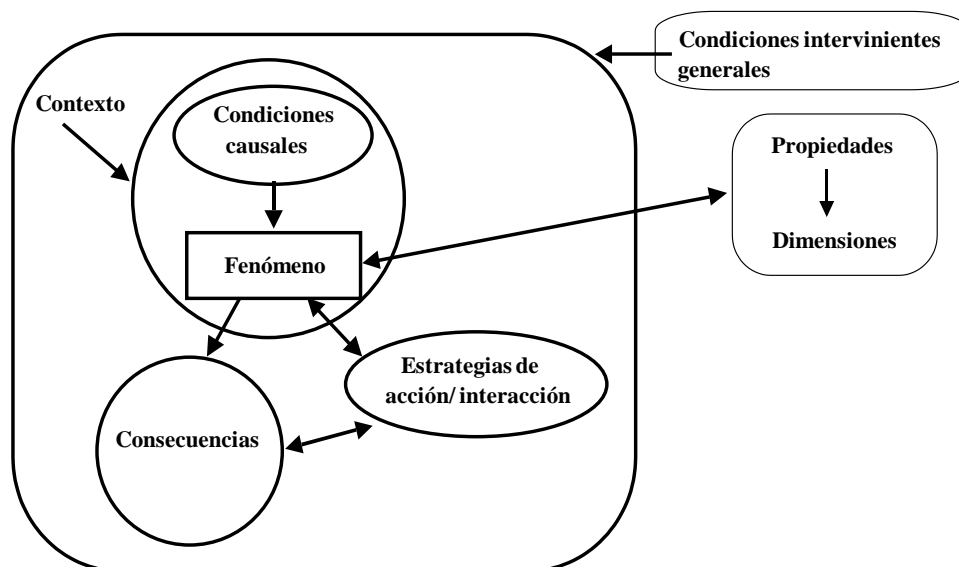 Condiciones intervinientes
generales
Contexto
Condiciones
causales
Propiedades
Dimensiones
Fenómeno
Estrategias de
acción/ interacción
Consecuencias